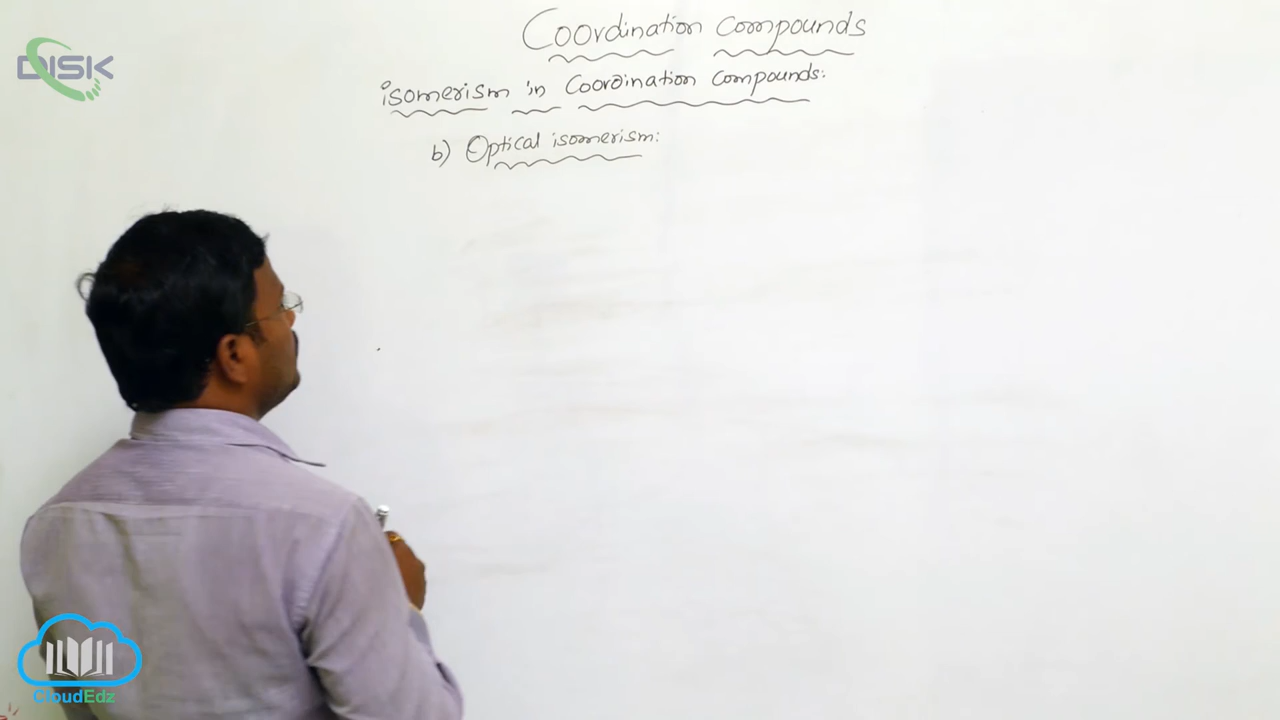 Coordination Compounds
isomerism in Coordination Compounds:
b) Optical isomerism:
DISK
CloudEdz